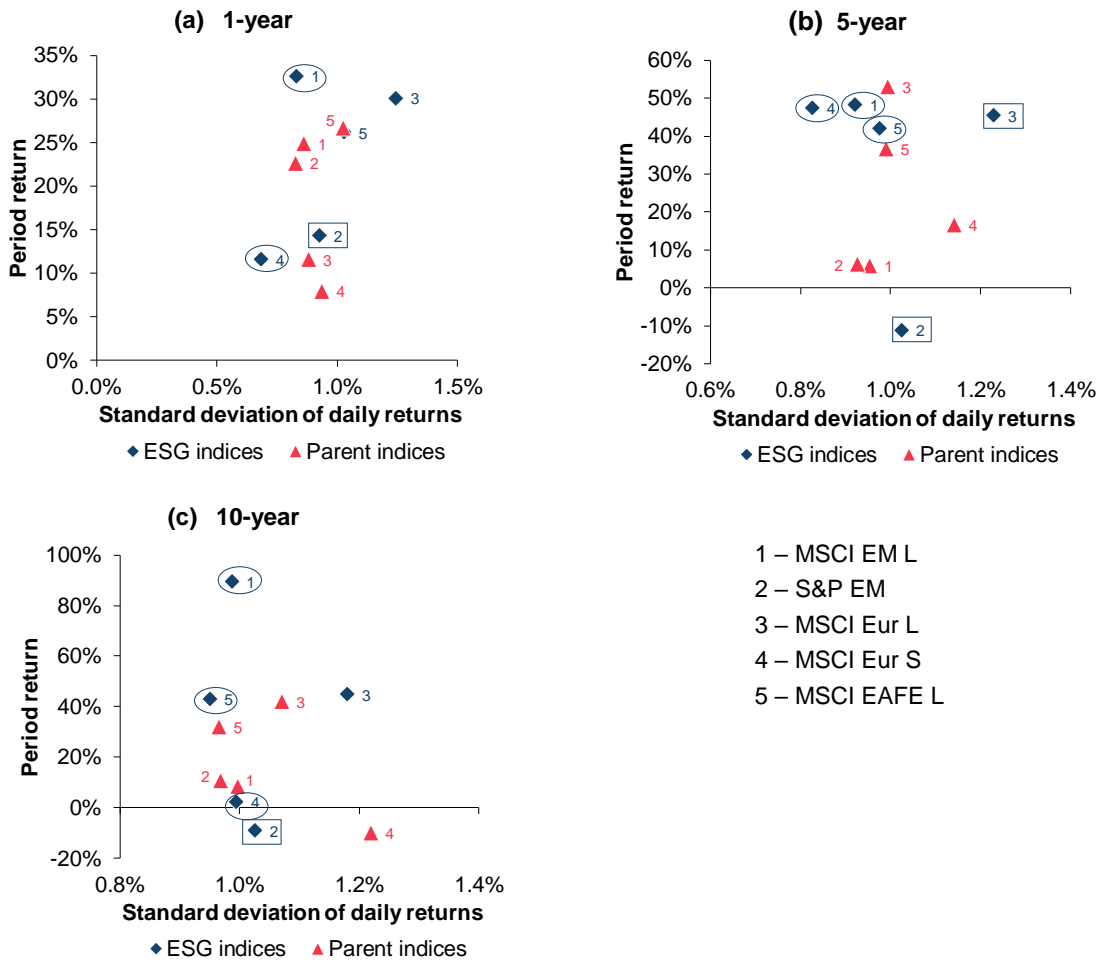 (a) 1-year
35%
30%
25%
20%
15%
10%
5%
0%
Period return
1
3
5
5
1
2
2
4
3
4
0.0% 0.5% 1.0% 1.5%
Standard deviation of daily returns
ESG indices Parent indices
(b) 5-year
60%
50%
40%
30%
20%
10%
0%
-10%
-20%
Period return
3
4 1
3
5
5
4
2 1
2
0.6% 0.8% 1.0% 1.2% 1.4%
Standard deviation of daily returns
ESG indices Parent indices
(c) 10-year
100%
80%
60%
40%
20%
0%
-20%
Period return
1
5 3 3
5
2 1
4
2 4
0.8% 1.0% 1.2% 1.4%
Standard deviation of daily returns
ESG indices Parent indices
1 – MSCI EM L
2 – S&P EM
3 – MSCI Eur L
4 – MSCI Eur S
5 – MSCI EAFE L